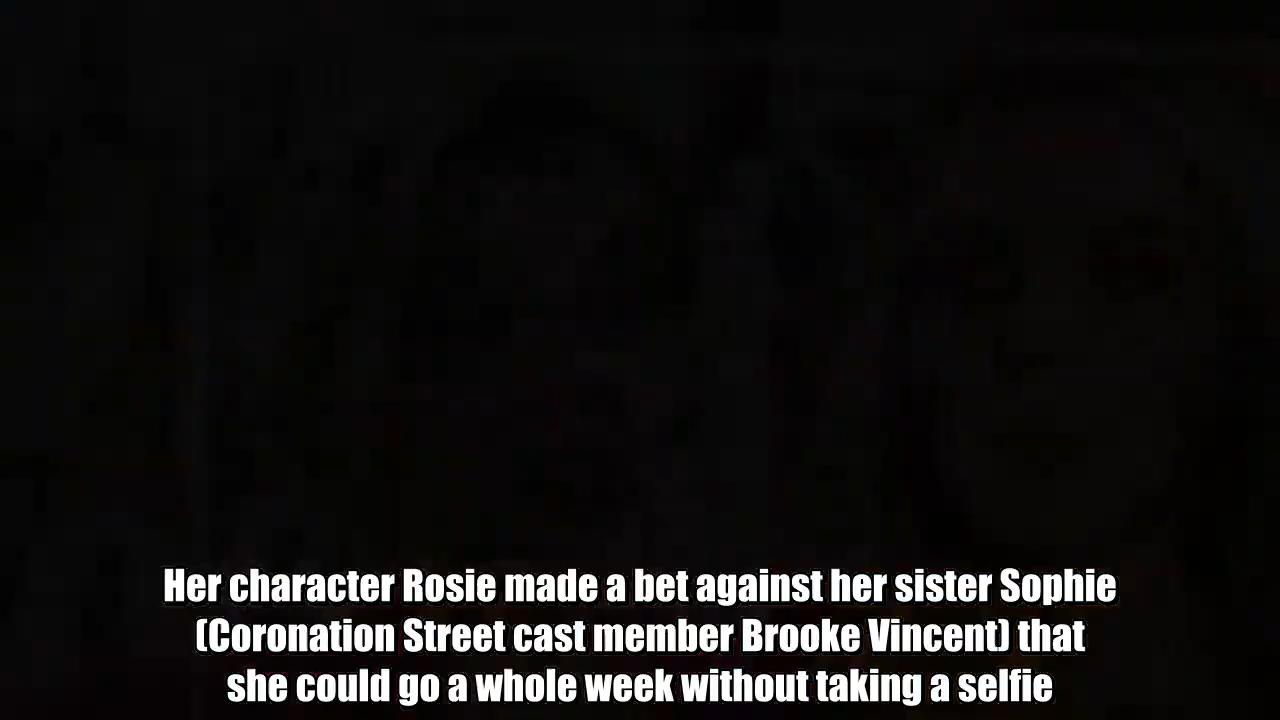 Her character Rosie made a bet against her sister Sophie
(Coronation Street cast member Brooke Vincent) that
she could go a whole week without taking a selfie